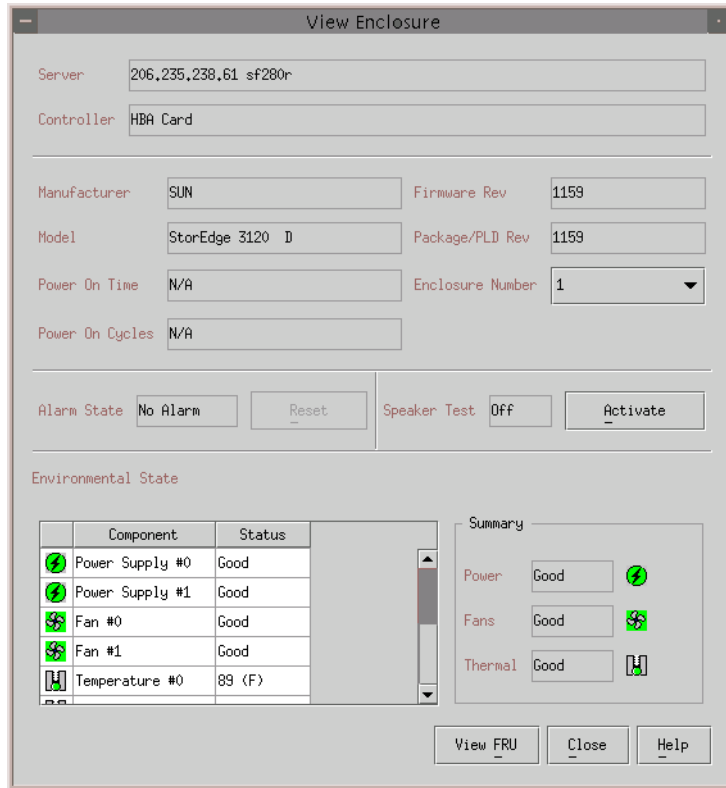 View Enclosure
Server 206.235.238.61 sf280r
Controller HBA Card
Manufacturer SUN Firmware Rev 1159
Model StorEdge 3120  D Package/PLD Rev 1159
Power On Time N/A Enclosure Number 1
Power On Cycles N/A
Alarm State No Alarm Reset Speaker Test Off Activate
Environmental State
Component Status
Power Supply #0 Good
Power Supply #1 Good
Fan #0 Good
Fan #1 Good
Temperature #0 89 (F)
Summary
Power Good
Fans Good
Thermal Good
View FRU Close Help